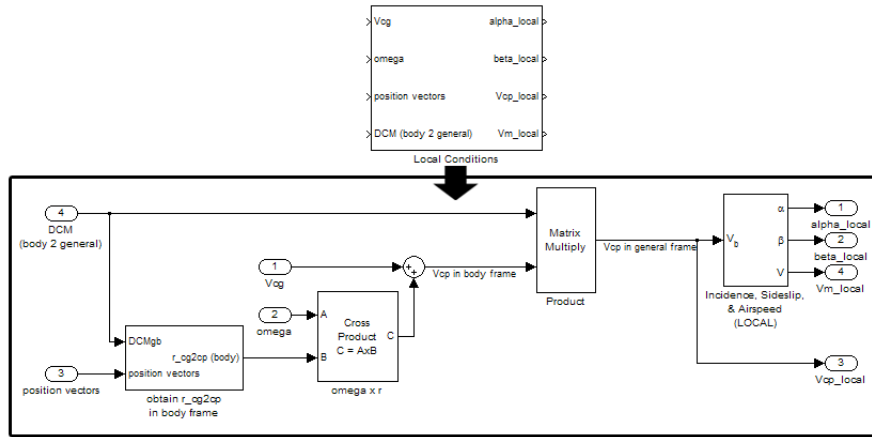 Vcg
alpha_local
omega
beta_local
position vectors
Vcp_local
DCM (body 2 general)
Vm_local
Local Conditions
4
DCM
(body 2 general)
1
Vcg
2
omega
3
position vectors
DCMgb
r_cg2cp (body)
position vectors
obtain r_cg2cp
in body frame
A
B
Cross
Product
C = AxB
C
omega x r
+
+
Vcp in body frame
Matrix
Multiply
Product
Vcp in general frame
V_b
α
β
V
Incidence, Sideslip,
& Airspeed
(LOCAL)
1
alpha_local
2
beta_local
4
Vm_local
3
Vcp_local